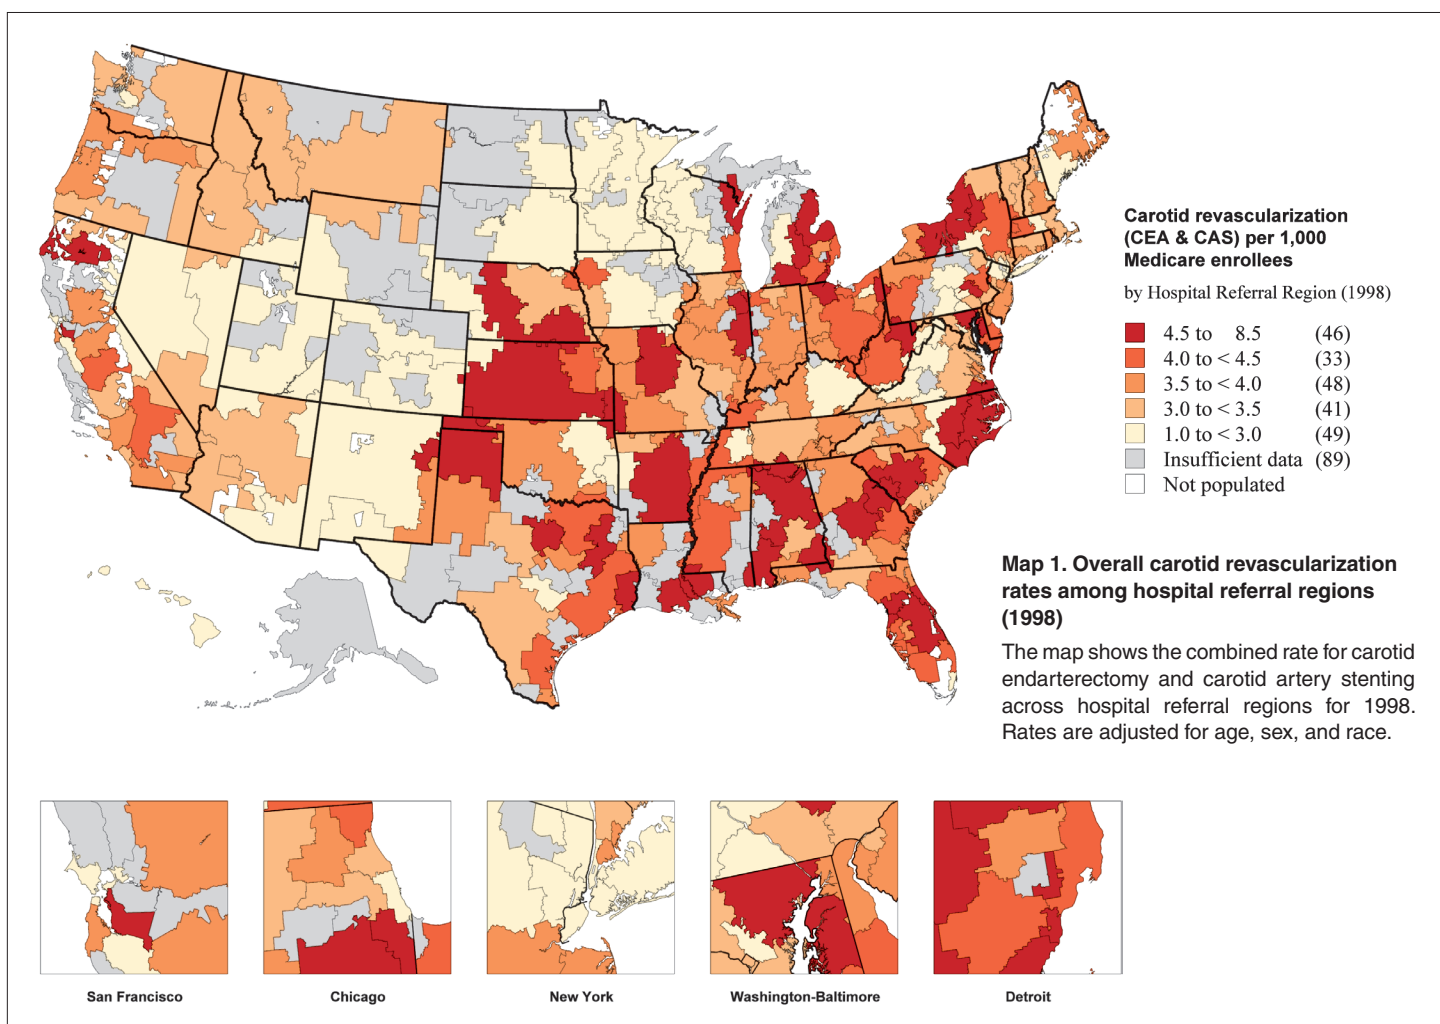 Carotid revascularization
(CEA & CAS) per 1,000
Medicare enrollees
by Hospital Referral Region (1998)
4.5 to 8.5 (46)
4.0 to < 4.5 (33)
3.5 to < 4.0 (48)
3.0 to < 3.5 (41)
1.0 to < 3.0 (49)
Insufficient data (89)
Not populated
Map 1. Overall carotid revascularization
rates among hospital referral regions
(1998)
The map shows the combined rate for carotid
endarterectomy and carotid artery stenting
across hospital referral regions for 1998.
Rates are adjusted for age, sex, and race.
San Francisco
Chicago
New York
Washington-Baltimore
Detroit